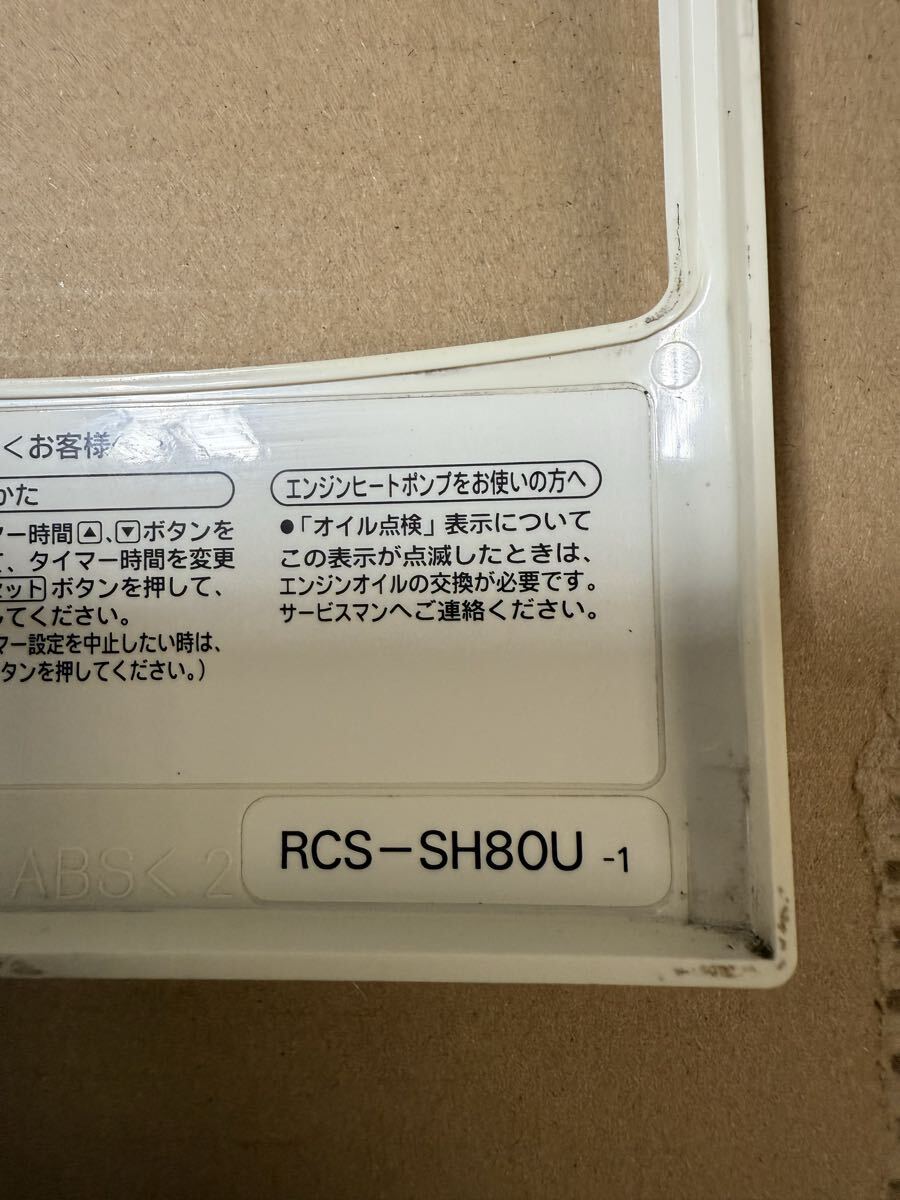 くお客様へ
かた
マー時間▲、▼ボタンを
て、タイマー時間を変更
セットボタンを押して、
してください。
マー設定を中止したい時は、
タンを押してください。)
エンジンヒートポンプをお使いの方へ
●「オイル点検」表示について
この表示が点滅したときは、
エンジンオイルの交換が必要です。
サービスマンへご連絡ください。
ABS< 2
RCS-SH80U -1